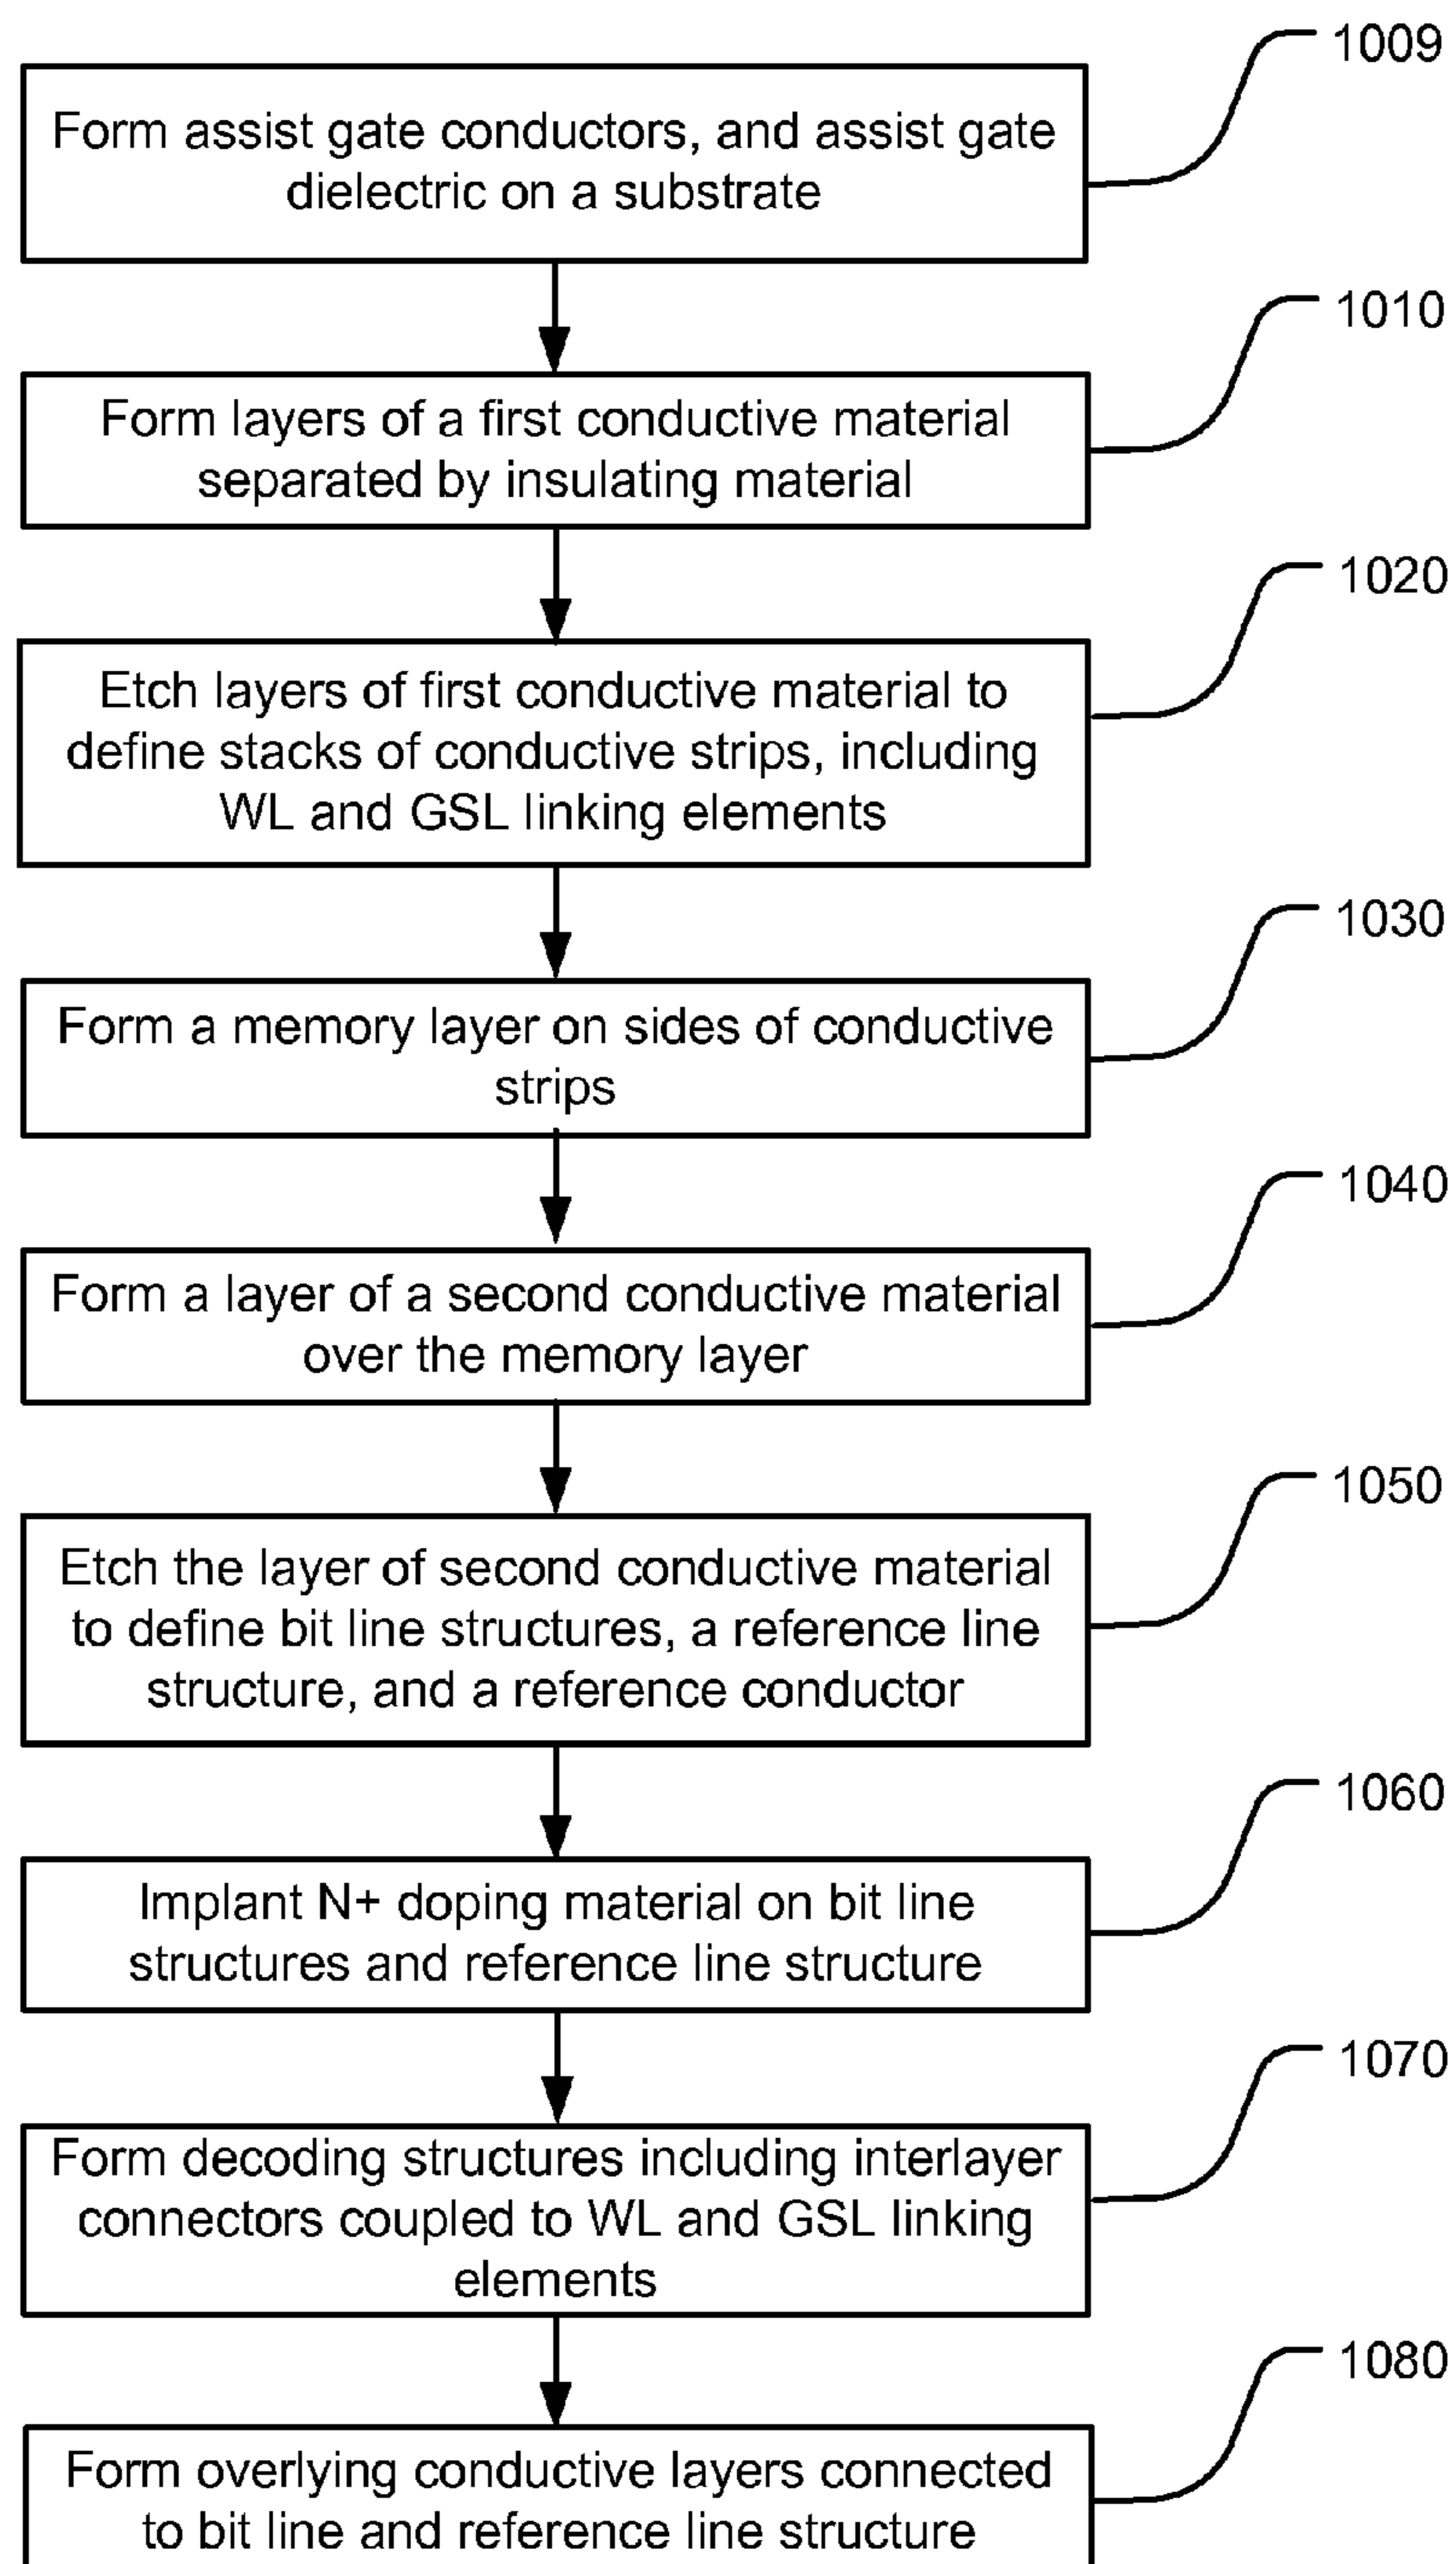 1009
Form assist gate conductors, and assist gate
dielectric on a substrate
1010
Form layers of a first conductive material
separated by insulating material
1020
Etch layers of first conductive material to
define stacks of conductive strips, including
WL and GSL linking elements
1030
Form a memory layer on sides of conductive
strips
1040
Form a layer of a second conductive material
over the memory layer
1050
Etch the layer of second conductive material
to define bit line structures, a reference line
structure, and a reference conductor
1060
Implant N+ doping material on bit line
structures and reference line structure
1070
Form decoding structures including interlayer
connectors coupled to WL and GSL linking
elements
1080
Form overlying conductive layers connected
to bit line and reference line structure